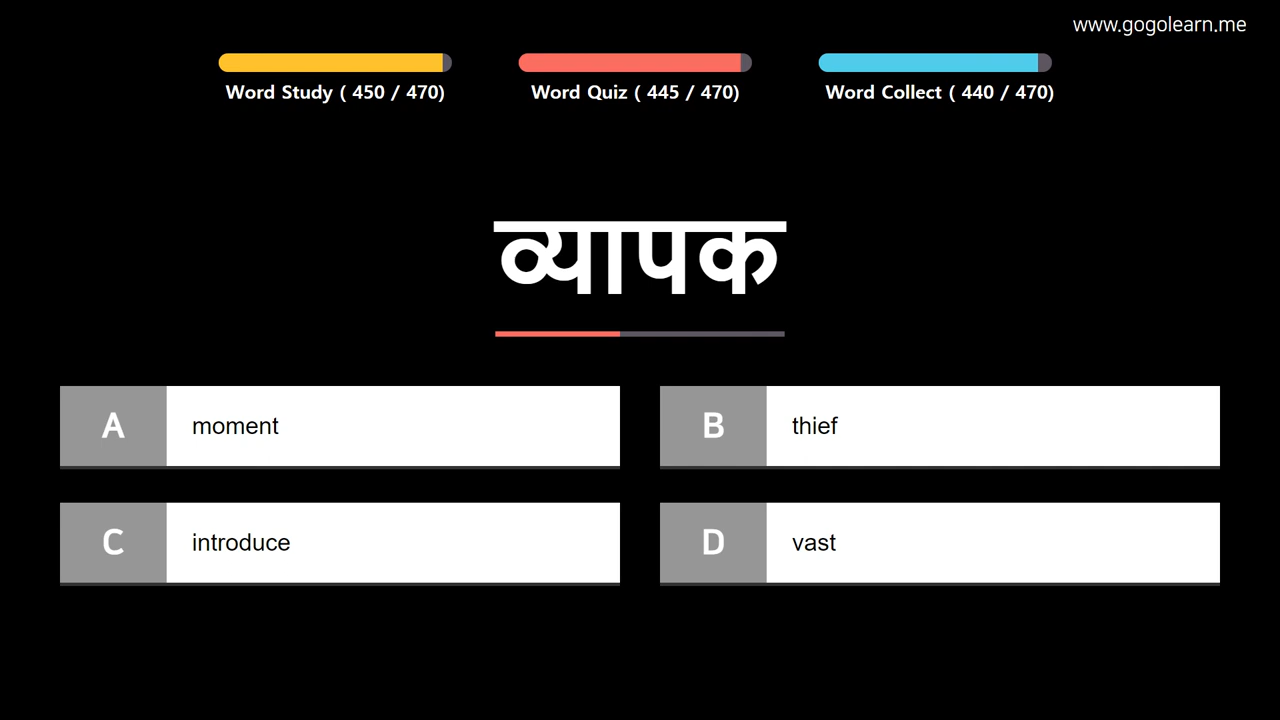 www.gogolearn.me
Word Study ( 450 / 470)
Word Quiz ( 445 / 470)
Word Collect ( 440 / 470)
व्यापक
A moment
B thief
C introduce
D vast